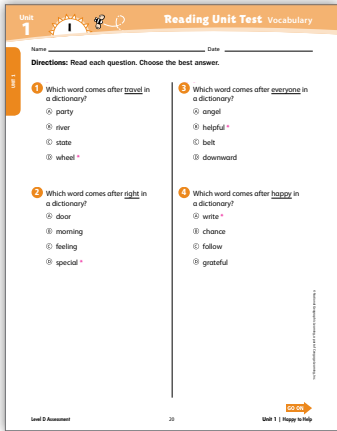 Unit
1
1
Reading Unit Test Vocabulary
Name Date
Directions: Read each question. Choose the best answer.
UNIT 1
1 Which word comes after travel in
a dictionary?
Ⓐ party
Ⓑ river
Ⓒ state
Ⓓ wheel *
2 Which word comes after right in
a dictionary?
Ⓐ door
Ⓑ morning
Ⓒ feeling
Ⓓ special *
3 Which word comes after everyone in
a dictionary?
Ⓐ angel
Ⓑ helpful *
Ⓒ belt
Ⓓ downward
4 Which word comes after happy in
a dictionary?
Ⓐ write *
Ⓑ chance
Ⓒ follow
Ⓓ grateful
GO ON
Level D Assessment
20
Unit 1 | Happy to Help